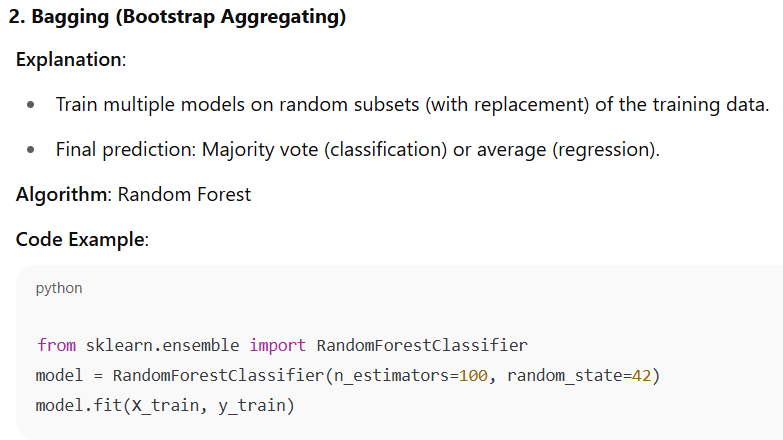 2. Bagging (Bootstrap Aggregating)
Explanation:
• Train multiple models on random subsets (with replacement) of the training data.
• Final prediction: Majority vote (classification) or average (regression).
Algorithm: Random Forest
Code Example:
python
from sklearn.ensemble import RandomForestClassifier
model = RandomForestClassifier(n_estimators=100, random_state=42)
model.fit(X_train, y_train)